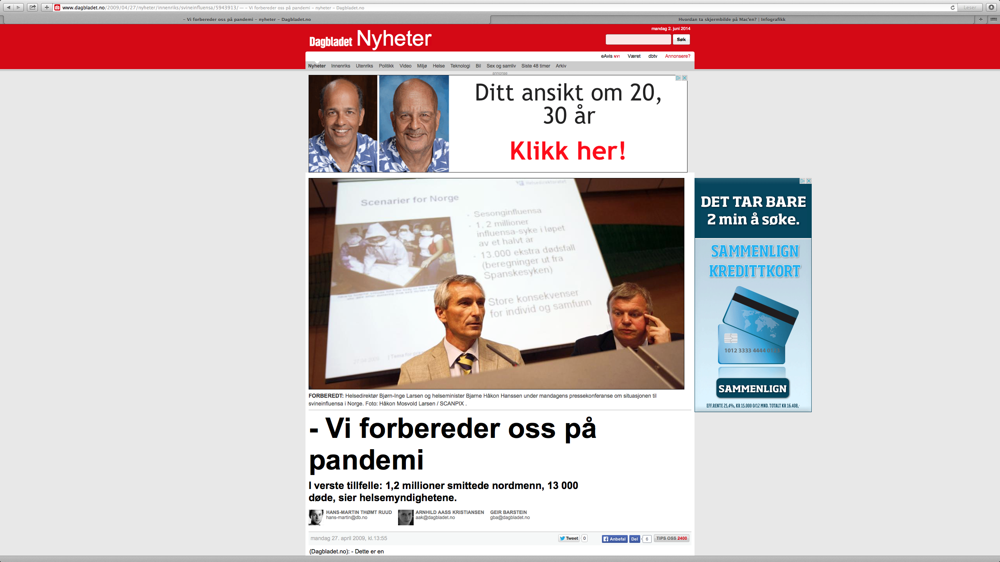 www.dagbladet.no/2009/04/27/nyheter/innenriks/svineinfluensa/5943913/ — – Vi forbereder oss på pandemi – nyheter – Dagbladet.no
Leser
– Vi forbereder oss på pandemi – nyheter – Dagbladet.no
Hvordan ta skjermbilde på Mac'en? | Infografikk
mandag 2. juni 2014
Dagbladet Nyheter
Søk
eAvis NY! Været dbtv Annonsere?
Nyheter Innenriks Utenriks Politikk Video Miljø Helse Teknologi Bil Sex og samliv Siste 48 timer Arkiv
annonse
Ditt ansikt om 20,
30 år
Klikk her!
Helsedirektoratet
Scenarier for Norge
- Sesonginfluensa
- 1, 2 millioner
influensa-syke i løpet
av et halvt år
- 13.000 ekstra dødsfall
(beregninger ut fra
Spanskesyken)
Store konsekvenser
for individ og samfunn
27.04.2009 | Tema for
FORBEREDT: Helsedirektør Bjørn-Inge Larsen og helseminister Bjarne Håkon Hanssen under mandagens pressekonferanse om situasjonen til
svineinfluensa i Norge. Foto: Håkon Mosvold Larsen / SCANPIX .
DET TAR BARE
2 min å søke.
SAMMENLIGN
KREDITTKORT
1012 3333 4444 0123
SAMMENLIGN
EFF.RENTE 25,4%, KR 15.000 O/12 MND. TOTALT KR 16.408,-
- Vi forbereder oss på
pandemi
I verste tillfelle: 1,2 millioner smittede nordmenn, 13 000
døde, sier helsemyndighetene.
HANS-MARTIN THØMT RUUD
hans-martin@db.no
ARNHILD AASS KRISTIANSEN
aak@dagbladet.no
GEIR BARSTEIN
gba@dagbladet.no
mandag 27. april 2009, kl.13:55
Tweet 0 Anbefal Del 6 TIPS OSS 2400
(Dagbladet.no): - Dette er en